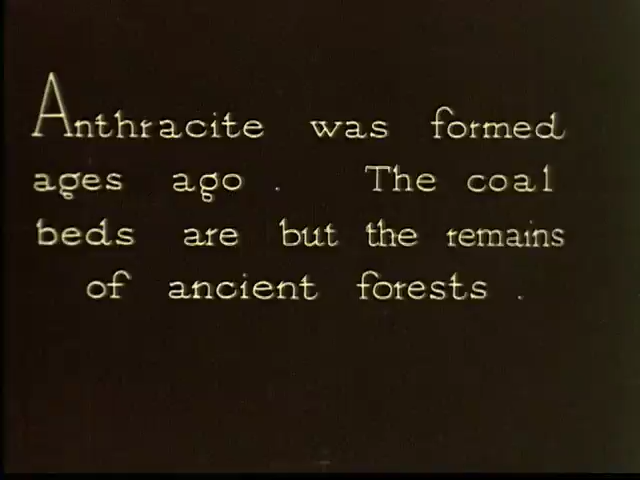 Anthracite was formed
ages ago . The coal
beds are but the remains
of ancient forests .